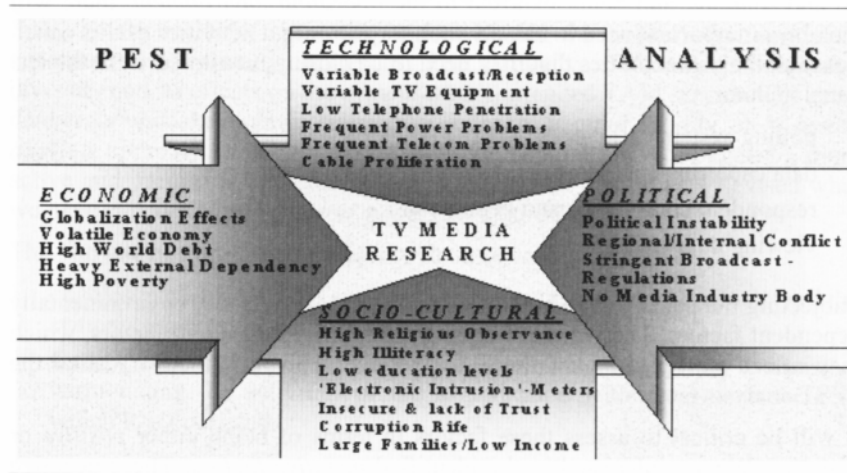 PEST ANALYSIS
TECHNOLOGICAL
Variable Broadcast/Reception
Variable TV Equipment
Low Telephone Penetration
Frequent Power Problems
Frequent Telecom Problems
Cable Proliferation
ECONOMIC
Globalization Effects
Volatile Economy
High World Debt
Heavy External Dependency
High Poverty
TV MEDIA
RESEARCH
POLITICAL
Political Instability
Regional/Internal Conflict
Stringent Broadcast -
Regulations
No Media Industry Body
SOCIO-CULTURAL
High Religious Observance
High Illiteracy
Low education levels
'Electronic Intrusion'-Meters
Insecure & lack of Trust
Corruption Rife
Large Families/Low Income